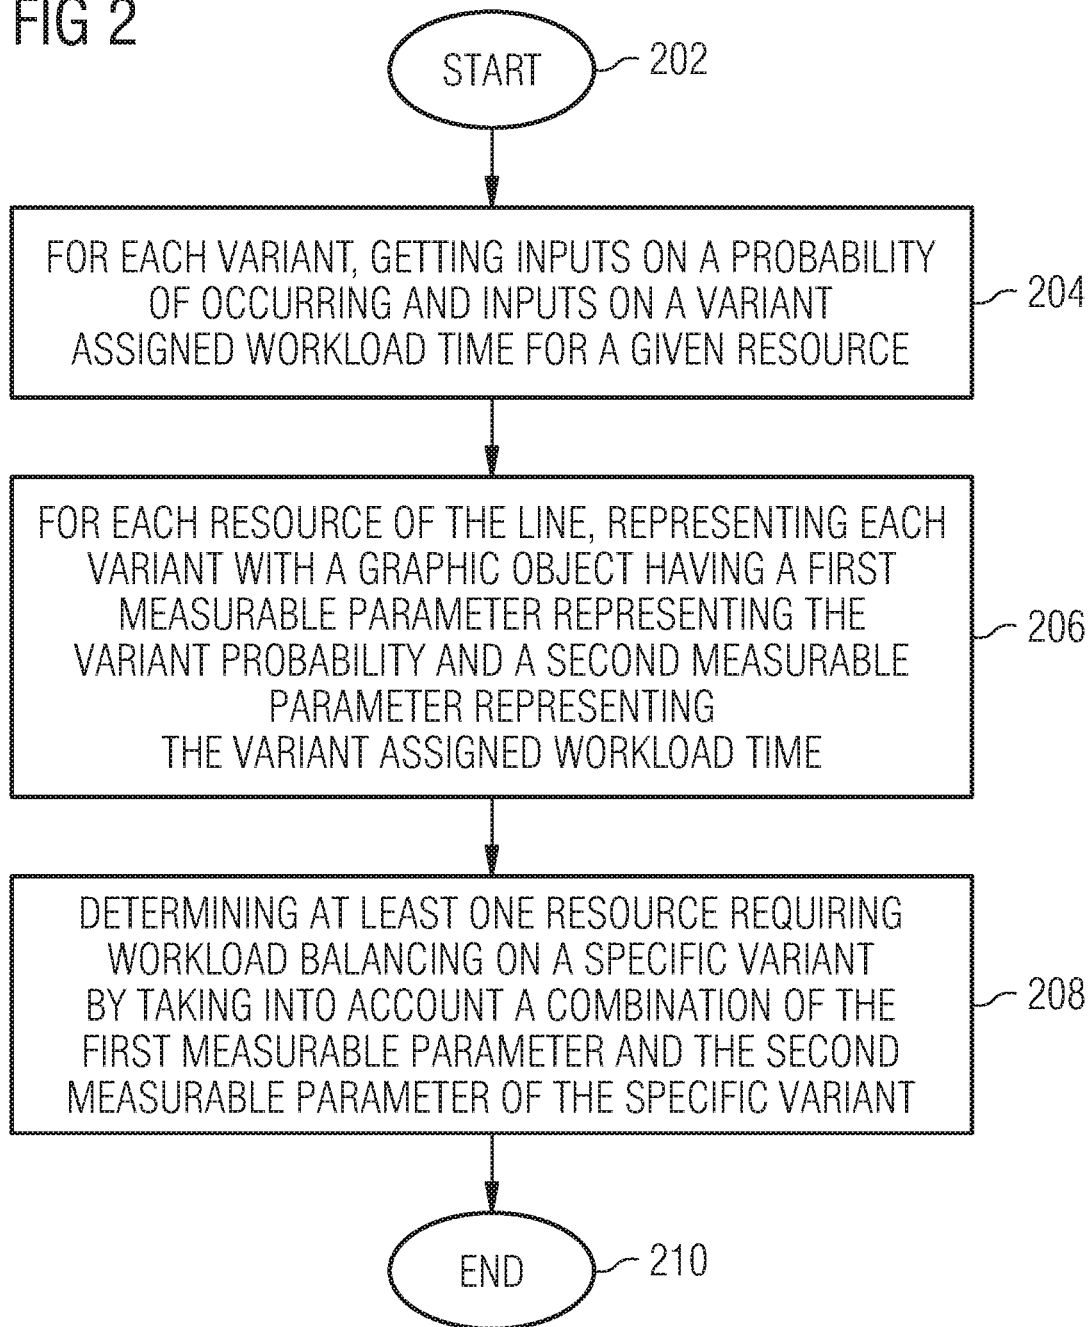 FIG 2
START
202
FOR EACH VARIANT, GETTING INPUTS ON A PROBABILITY
OF OCCURRING AND INPUTS ON A VARIANT
ASSIGNED WORKLOAD TIME FOR A GIVEN RESOURCE
204
FOR EACH RESOURCE OF THE LINE, REPRESENTING EACH
VARIANT WITH A GRAPHIC OBJECT HAVING A FIRST
MEASURABLE PARAMETER REPRESENTING THE
VARIANT PROBABILITY AND A SECOND MEASURABLE
PARAMETER REPRESENTING
THE VARIANT ASSIGNED WORKLOAD TIME
206
DETERMINING AT LEAST ONE RESOURCE REQUIRING
WORKLOAD BALANCING ON A SPECIFIC VARIANT
BY TAKING INTO ACCOUNT A COMBINATION OF THE
FIRST MEASURABLE PARAMETER AND THE SECOND
MEASURABLE PARAMETER OF THE SPECIFIC VARIANT
208
END
210